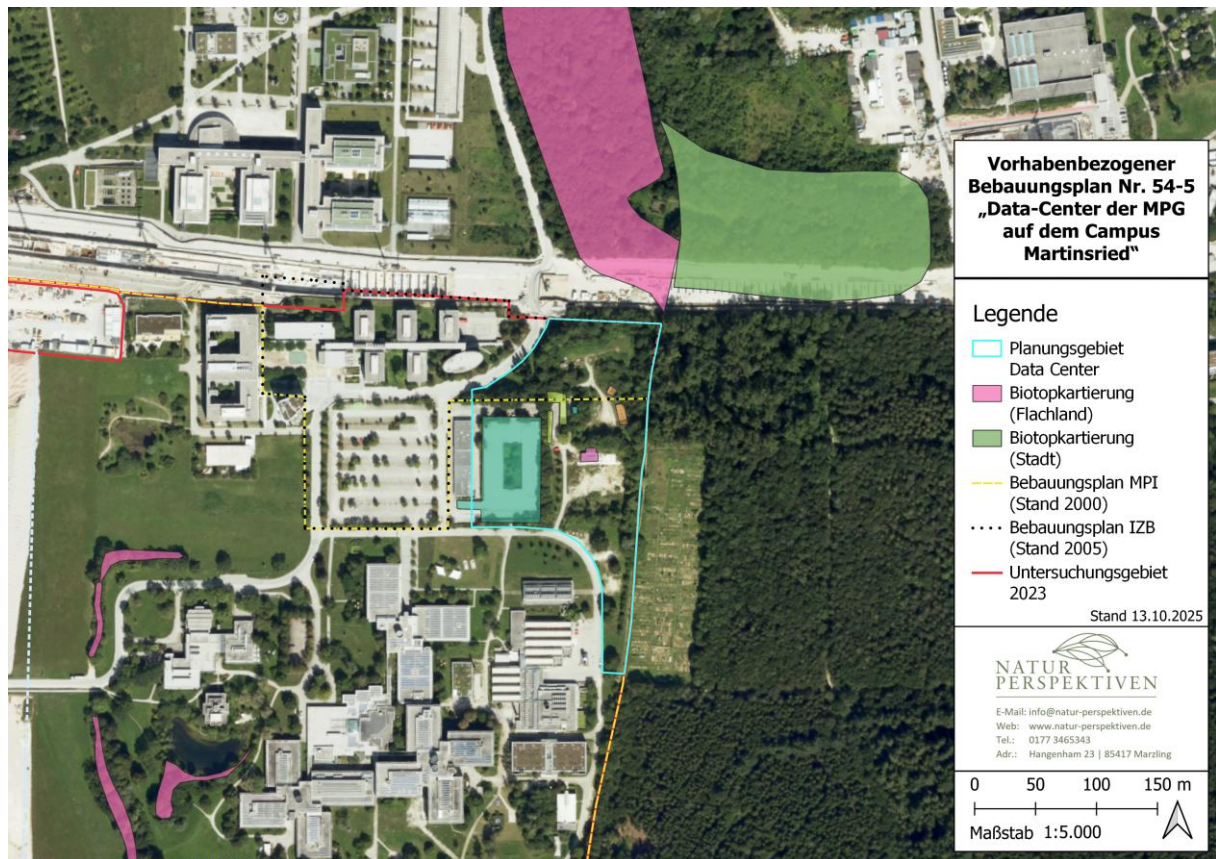 Vorhabenbezogener
Bebauungsplan Nr. 54-5
„Data-Center der MPG
auf dem Campus
Martinsried“
Legende
Planungsgebiet
Data Center
Biotopkartierung
(Flachland)
Biotopkartierung
(Stadt)
Bebauungsplan MPI
(Stand 2000)
Bebauungsplan IZB
(Stand 2005)
Untersuchungsgebiet
2023
Stand 13.10.2025
NATUR
PERSPEKTIVEN
E-Mail: info@natur-perspektiven.de
Web: www.natur-perspektiven.de
Tel.: 0177 3465343
Adr.: Hangenham 23 | 85417 Marzling
0 50 100 150 m
Maßstab 1:5.000